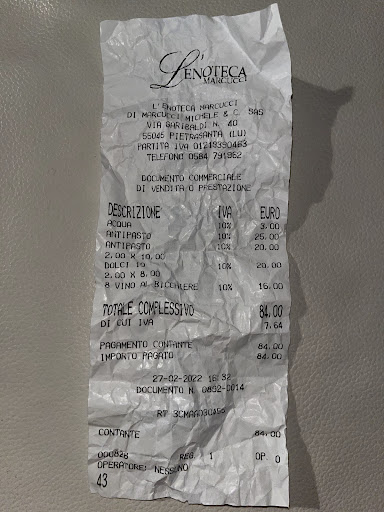 L'ENOTECA
MARCUCCI
L'ENOTECA MARCUCCI
DI MARCUCCI MICHELE & C. SAS
VIA GARIBALDI N. 40
55045 PIETRASANTA (LU)
PARTITA IVA 01219390463
TELEFONO 0584 791962
DOCUMENTO COMMERCIALE
DI VENDITA O PRESTAZIONE
DESCRIZIONE IVA EURO
ACQUA 10% 3.00
ANTIPASTO 10% 25.00
ANTIPASTO 10% 20.00
2.00 X 10.00
DOLCI 10 10% 20.00
2.00 X 8.00
8 VINO AL BICCHIERE 10% 16.00
TOTALE COMPLESSIVO 84.00
DI CUI IVA 7.64
PAGAMENTO CONTANTE 84.00
IMPORTO PAGATO 84.00
27-02-2022 16:32
DOCUMENTO N. 0802-0014
RT
CONTANTE 84.00
000828 REG. 1 OP. 0
OPERATORE: NESSUNO
43